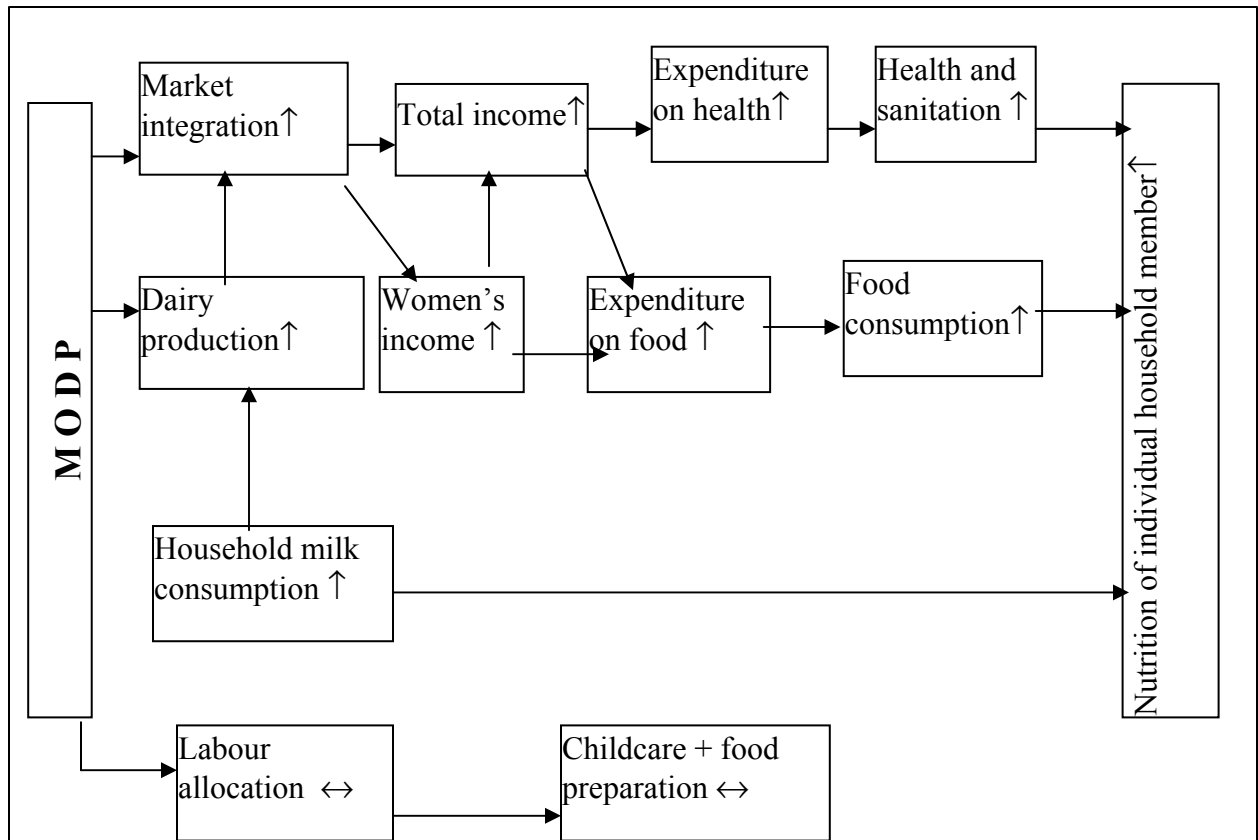 Market
integration↑
Total income↑
Expenditure
on health↑
Health and
sanitation ↑
M O D P
Dairy
production↑
Women's
income ↑
Expenditure
on food ↑
Food
consumption↑
Nutrition of individual household member↑
Household milk
consumption ↑
Labour
allocation ↔
Childcare + food
preparation ↔